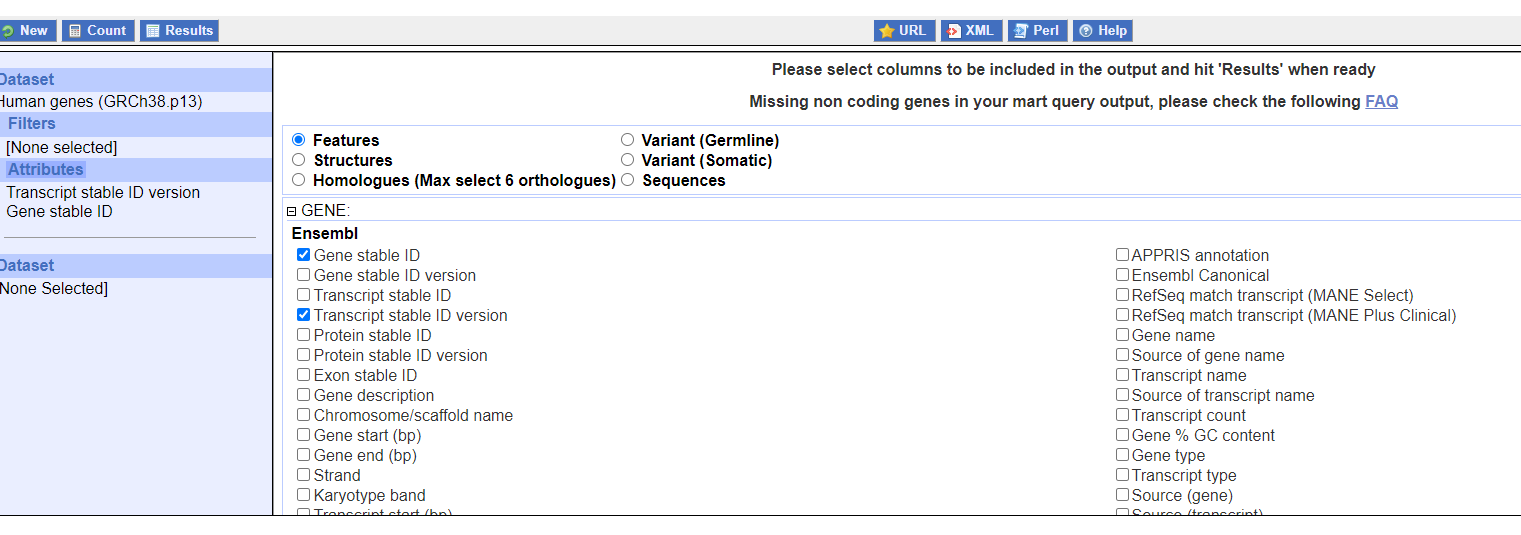 New Count Results URL XML Perl Help
Dataset
Human genes (GRCh38.p13)
Filters
[None selected]
Attributes
Transcript stable ID version
Gene stable ID
Dataset
[None Selected]
Please select columns to be included in the output and hit 'Results' when ready
Missing non coding genes in your mart query output, please check the following FAQ
Features Variant (Germline)
Structures Variant (Somatic)
Homologues (Max select 6 orthologues) Sequences
GENE:
Ensembl
Gene stable ID
Gene stable ID version
Transcript stable ID
Transcript stable ID version
Protein stable ID
Protein stable ID version
Exon stable ID
Gene description
Chromosome/scaffold name
Gene start (bp)
Gene end (bp)
Strand
Karyotype band
Transcript start (bp)
APPRIS annotation
Ensembl Canonical
RefSeq match transcript (MANE Select)
RefSeq match transcript (MANE Plus Clinical)
Gene name
Source of gene name
Transcript name
Source of transcript name
Transcript count
Gene % GC content
Gene type
Transcript type
Source (gene)
Source (transcript)